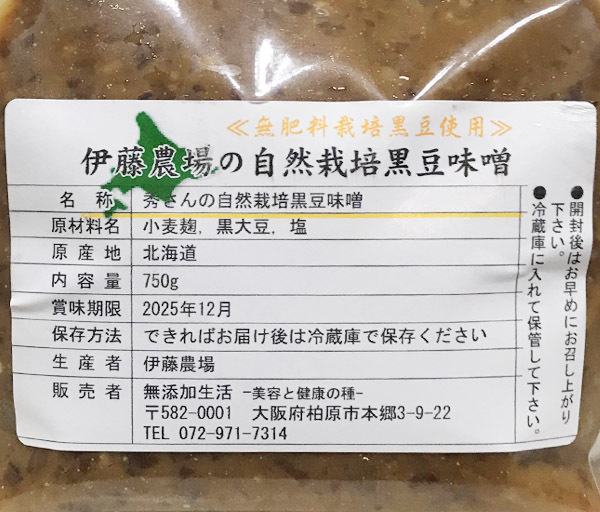 ≪無肥料栽培黒豆使用≫
伊藤農場の自然栽培黒豆味噌
名称 秀さんの自然栽培黒豆味噌
原材料名 小麦麹, 黒大豆, 塩
原産地 北海道
内容量 750g
賞味期限 2025年12月
保存方法 できればお届け後は冷蔵庫で保存ください
生産者 伊藤農場
販売者 無添加生活 -美容と健康の種-
〒582-0001 大阪府柏原市本郷3-9-22
TEL 072-971-7314
●開封後はお早めにお召し上がり
下さい。
●冷蔵庫に入れて保管して下さい。